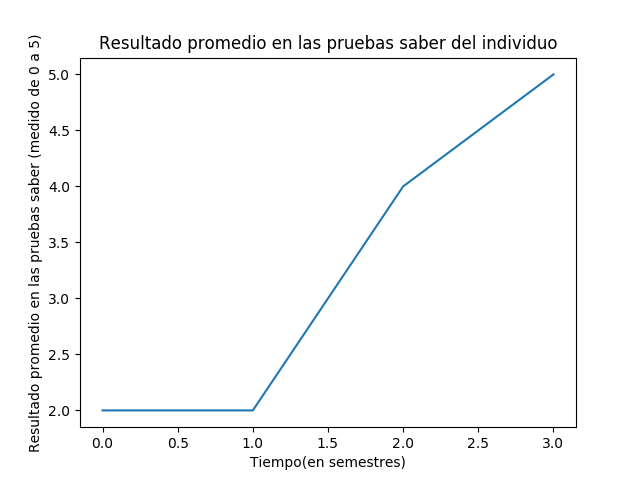 Resultado promedio en las pruebas saber del individuo
Resultado promedio en las pruebas saber (medido de 0 a 5)
5.0
4.5
4.0
3.5
3.0
2.5
2.0
0.0 0.5 1.0 1.5 2.0 2.5 3.0
Tiempo(en semestres)